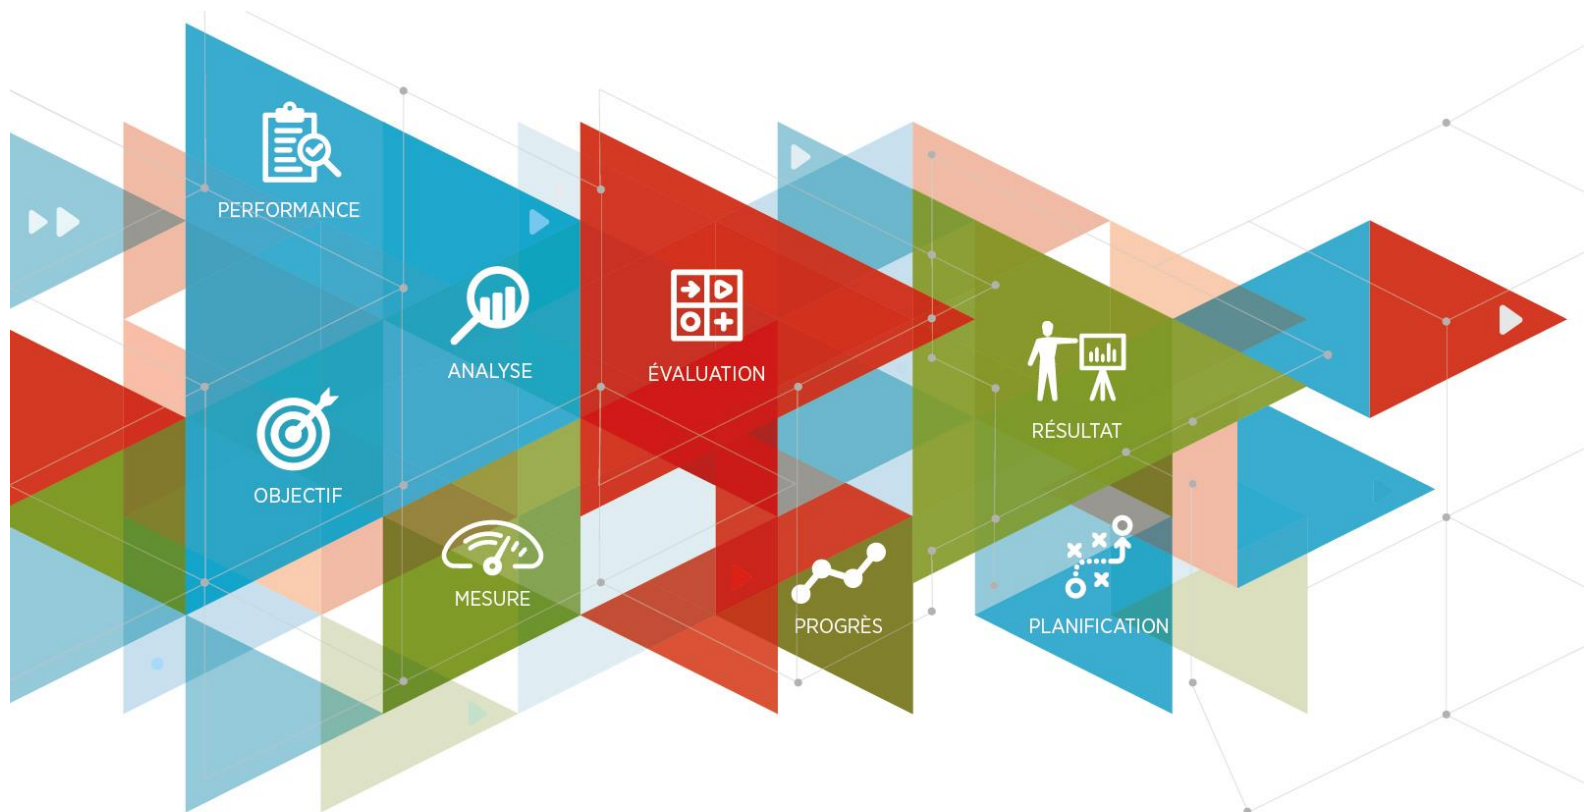 PERFORMANCE
ANALYSE
ÉVALUATION
RÉSULTAT
OBJECTIF
MESURE
PROGRÈS
PLANIFICATION